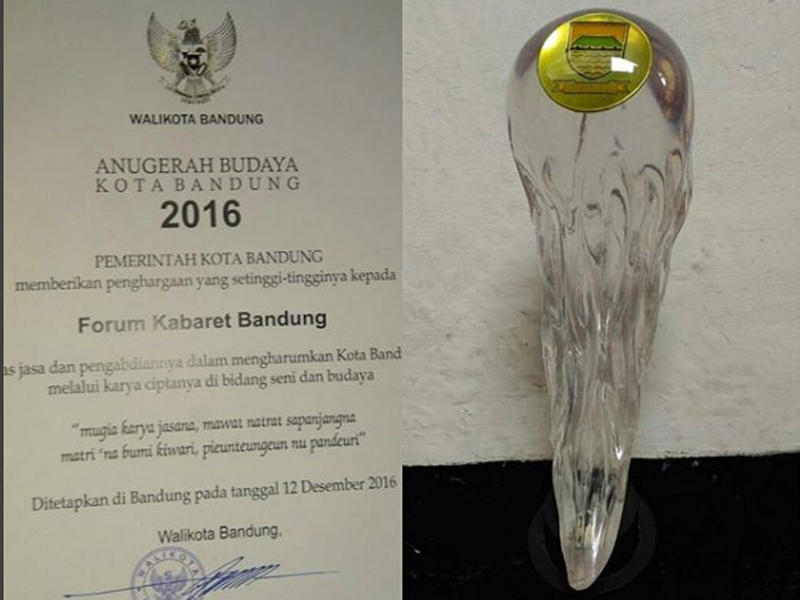 WALIKOTA BANDUNG
ANUGERAH BUDAYA
KOTA BANDUNG
2016
PEMERINTAH KOTA BANDUNG
memberikan penghargaan yang setinggi-tingginya kepada
Forum Kabaret Bandung
as jasa dan pengabdiannya dalam mengharumkan Kota Band
melalui karya ciptanya di bidang seni dan budaya
“mugia karya jasana, mawat natrat sapanjangna
matri ‘na bumi kiwari, pieunteungeun nu pandeuri”
Ditetapkan di Bandung pada tanggal 12 Desember 2016
Walikota Bandung,
WALIKOTA